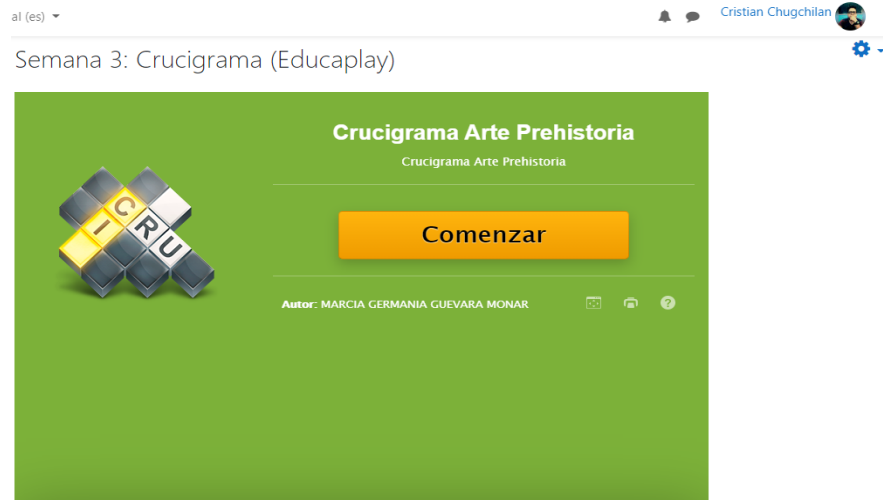 al (es)
Cristian Chugchilan
Semana 3: Crucigrama (Educaplay)
Crucigrama Arte Prehistoria
Crucigrama Arte Prehistoria
CRU
I
Comenzar
Autor: MARCIA GERMANIA GUEVARA MONAR
?